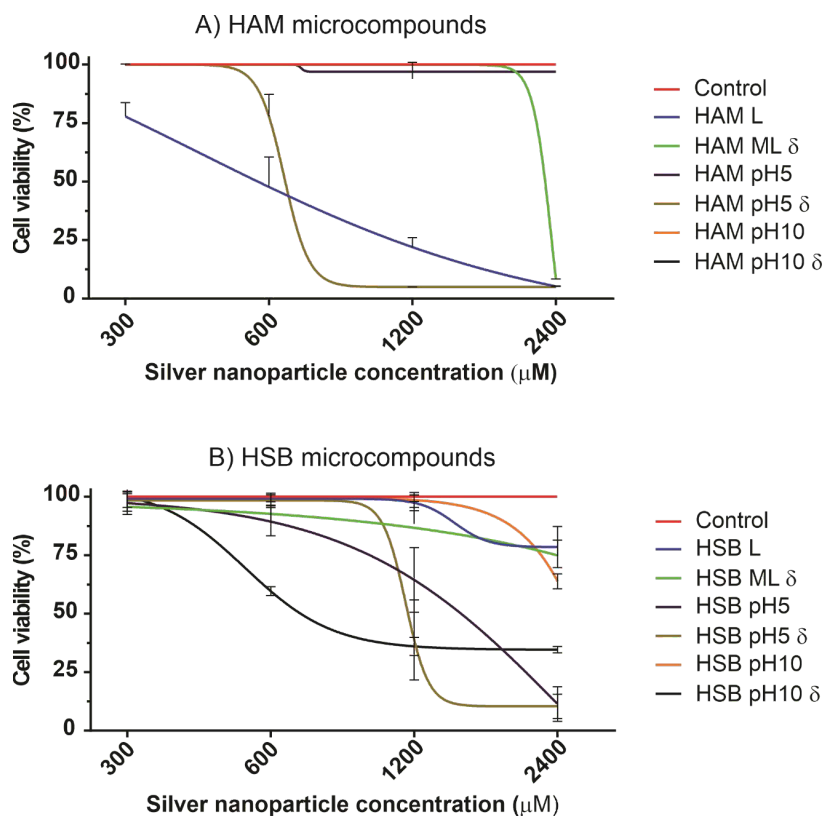 A) HAM microcompounds
Cell viability (%)
100
75
50
25
0
300
600
1200
2400
Silver nanoparticle concentration (μM)
Control
HAM L
HAM ML δ
HAM pH5
HAM pH5 δ
HAM pH10
HAM pH10 δ
B) HSB microcompounds
Cell viability (%)
100
75
50
25
0
300
600
1200
2400
Silver nanoparticle concentration (μM)
Control
HSB L
HSB ML δ
HSB pH5
HSB pH5 δ
HSB pH10
HSB pH10 δ